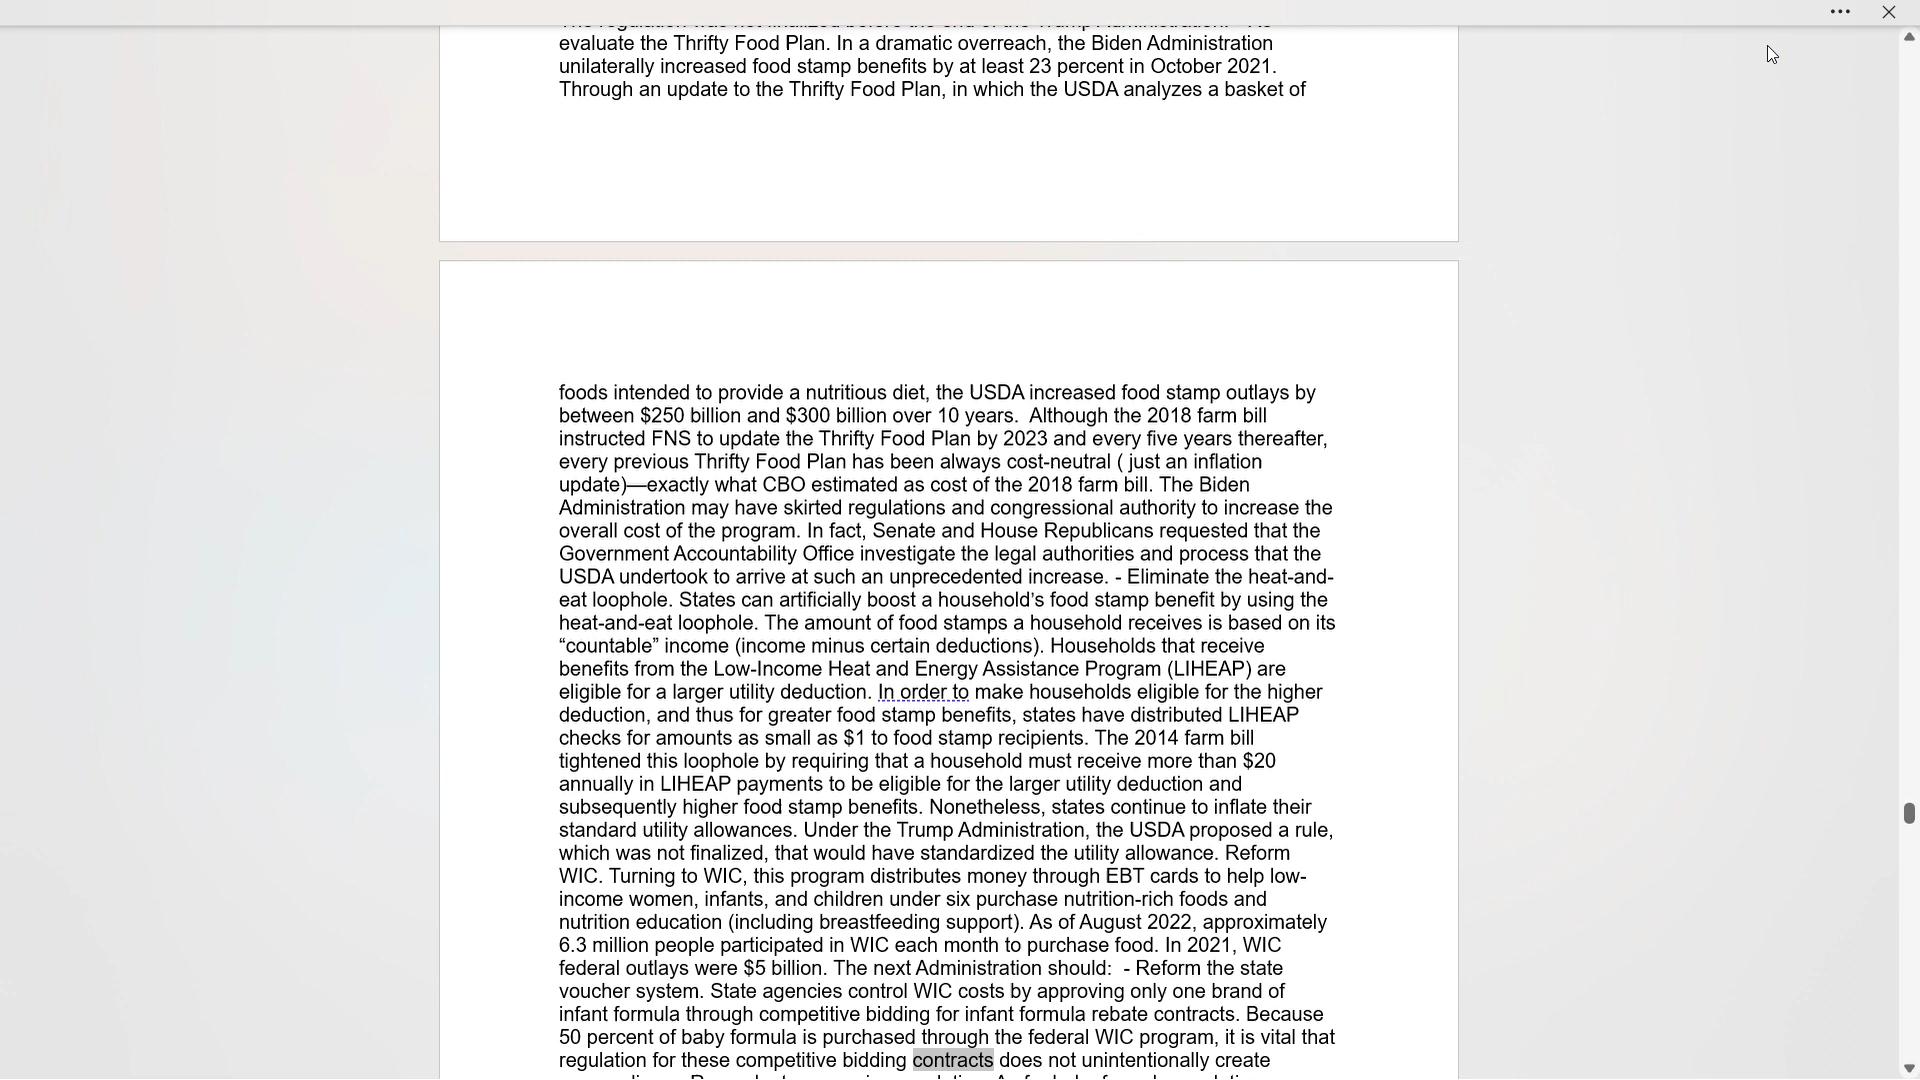 evaluate the Thrifty Food Plan. In a dramatic overreach, the Biden Administration
unilaterally increased food stamp benefits by at least 23 percent in October 2021.
Through an update to the Thrifty Food Plan, in which the USDA analyzes a basket of
foods intended to provide a nutritious diet, the USDA increased food stamp outlays by
between $250 billion and $300 billion over 10 years.  Although the 2018 farm bill
instructed FNS to update the Thrifty Food Plan by 2023 and every five years thereafter,
every previous Thrifty Food Plan has been always cost-neutral ( just an inflation
update)—exactly what CBO estimated as cost of the 2018 farm bill. The Biden
Administration may have skirted regulations and congressional authority to increase the
overall cost of the program. In fact, Senate and House Republicans requested that the
Government Accountability Office investigate the legal authorities and process that the
USDA undertook to arrive at such an unprecedented increase. - Eliminate the heat-and-
eat loophole. States can artificially boost a household’s food stamp benefit by using the
heat-and-eat loophole. The amount of food stamps a household receives is based on its
“countable” income (income minus certain deductions). Households that receive
benefits from the Low-Income Heat and Energy Assistance Program (LIHEAP) are
eligible for a larger utility deduction. In order to make households eligible for the higher
deduction, and thus for greater food stamp benefits, states have distributed LIHEAP
checks for amounts as small as $1 to food stamp recipients. The 2014 farm bill
tightened this loophole by requiring that a household must receive more than $20
annually in LIHEAP payments to be eligible for the larger utility deduction and
subsequently higher food stamp benefits. Nonetheless, states continue to inflate their
standard utility allowances. Under the Trump Administration, the USDA proposed a rule,
which was not finalized, that would have standardized the utility allowance. Reform
WIC. Turning to WIC, this program distributes money through EBT cards to help low-
income women, infants, and children under six purchase nutrition-rich foods and
nutrition education (including breastfeeding support). As of August 2022, approximately
6.3 million people participated in WIC each month to purchase food. In 2021, WIC
federal outlays were $5 billion. The next Administration should:  - Reform the state
voucher system. State agencies control WIC costs by approving only one brand of
infant formula through competitive bidding for infant formula rebate contracts. Because
50 percent of baby formula is purchased through the federal WIC program, it is vital that
regulation for these competitive bidding contracts does not unintentionally create